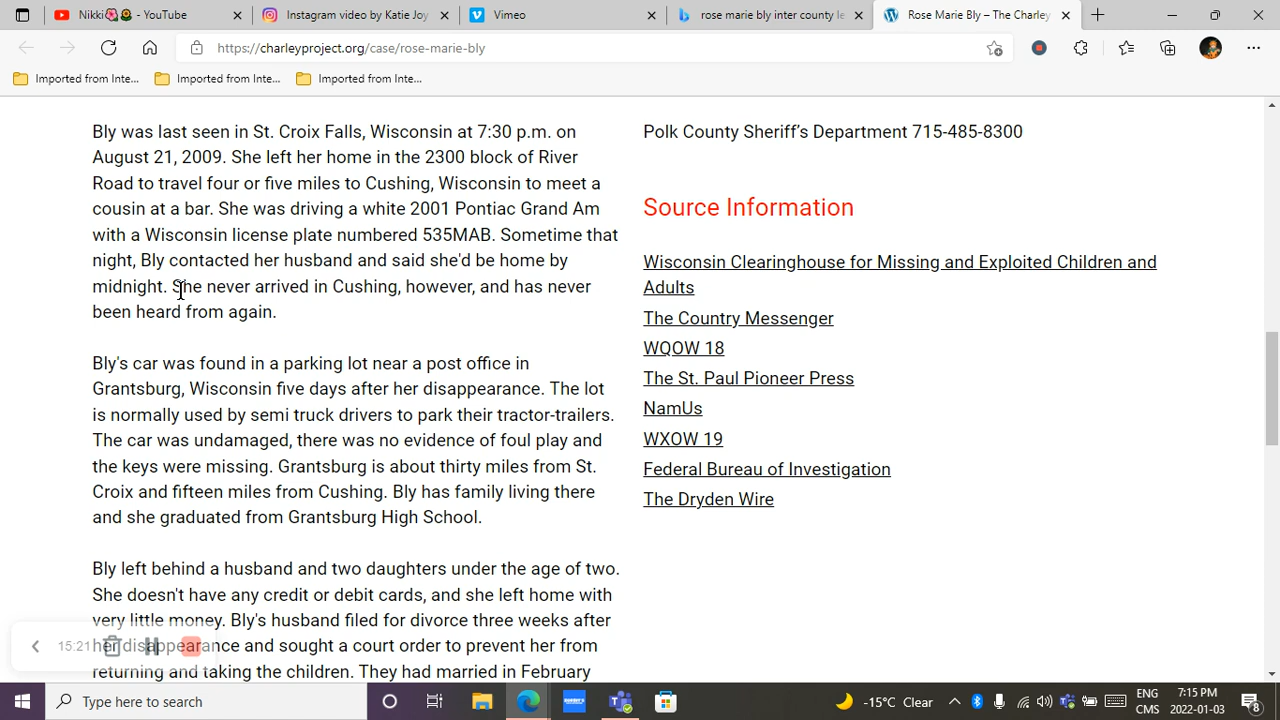 Nikki - YouTube
Instagram video by Katie Joy
Vimeo
rose marie bly inter county le
Rose Marie Bly – The Charley
https://charleyproject.org/case/rose-marie-bly
Imported from Inte...
Imported from Inte...
Imported from Inte...
Bly was last seen in St. Croix Falls, Wisconsin at 7:30 p.m. on
August 21, 2009. She left her home in the 2300 block of River
Road to travel four or five miles to Cushing, Wisconsin to meet a
cousin at a bar. She was driving a white 2001 Pontiac Grand Am
with a Wisconsin license plate numbered 535MAB. Sometime that
night, Bly contacted her husband and said she'd be home by
midnight. She never arrived in Cushing, however, and has never
been heard from again.
Bly's car was found in a parking lot near a post office in
Grantsburg, Wisconsin five days after her disappearance. The lot
is normally used by semi truck drivers to park their tractor-trailers.
The car was undamaged, there was no evidence of foul play and
the keys were missing. Grantsburg is about thirty miles from St.
Croix and fifteen miles from Cushing. Bly has family living there
and she graduated from Grantsburg High School.
Bly left behind a husband and two daughters under the age of two.
She doesn't have any credit or debit cards, and she left home with
very little money. Bly's husband filed for divorce three weeks after
her disappearance and sought a court order to prevent her from
returning and taking the children. They had married in February
Polk County Sheriff's Department 715-485-8300
Source Information
Wisconsin Clearinghouse for Missing and Exploited Children and
Adults
The Country Messenger
WQOW 18
The St. Paul Pioneer Press
NamUs
WXOW 19
Federal Bureau of Investigation
The Dryden Wire
15:21
Type here to search
-15°C Clear
ENG
CMS
7:15 PM
2022-01-03
8